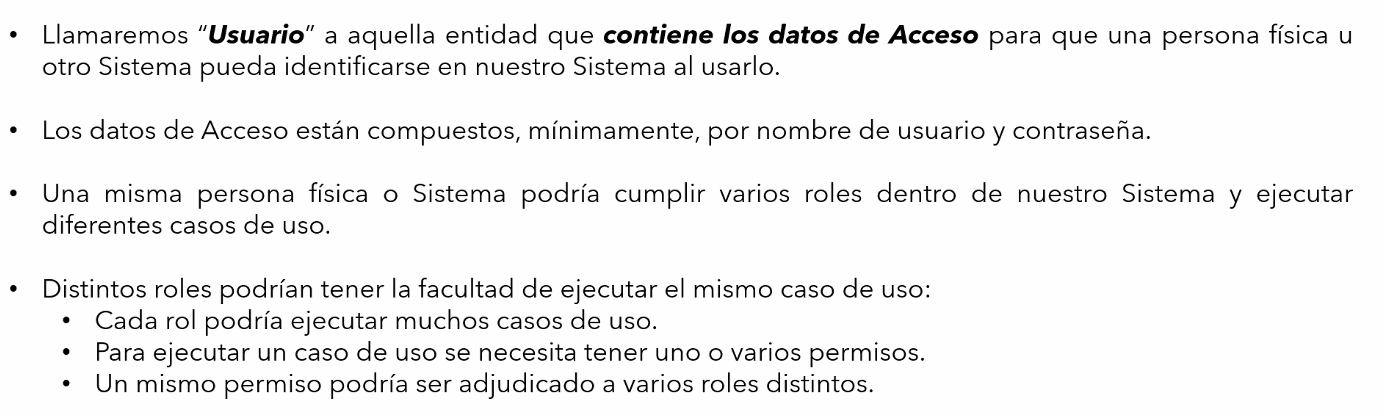 • Llamaremos “Usuario” a aquella entidad que contiene los datos de Acceso para que una persona física u
otro Sistema pueda identificarse en nuestro Sistema al usarlo.
• Los datos de Acceso están compuestos, mínimamente, por nombre de usuario y contraseña.
• Una misma persona física o Sistema podría cumplir varios roles dentro de nuestro Sistema y ejecutar
diferentes casos de uso.
• Distintos roles podrían tener la facultad de ejecutar el mismo caso de uso:
• Cada rol podría ejecutar muchos casos de uso.
• Para ejecutar un caso de uso se necesita tener uno o varios permisos.
• Un mismo permiso podría ser adjudicado a varios roles distintos.